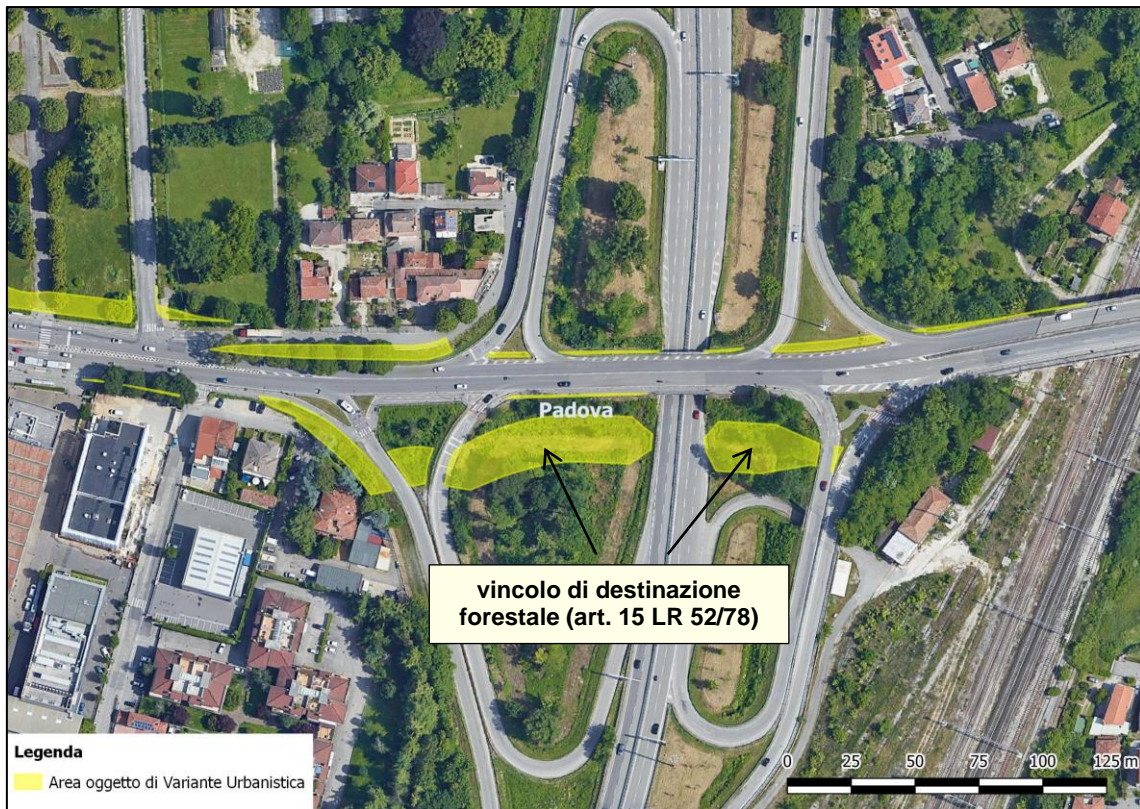 Padova
vincolo di destinazione
forestale (art. 15 LR 52/78)
Legenda
Area oggetto di Variante Urbanistica
0 25 50 75 100 125 m